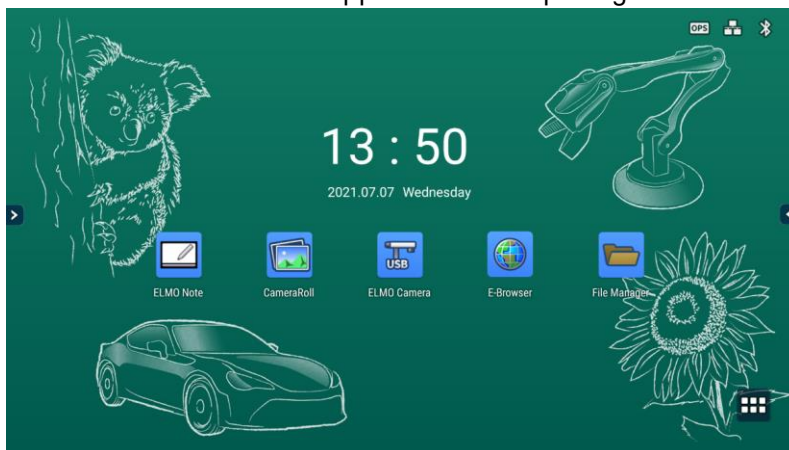 OPS
13 : 50
2021.07.07 Wednesday
USB
ELMO Note CameraRoll ELMO Camera E-Browser File Manager